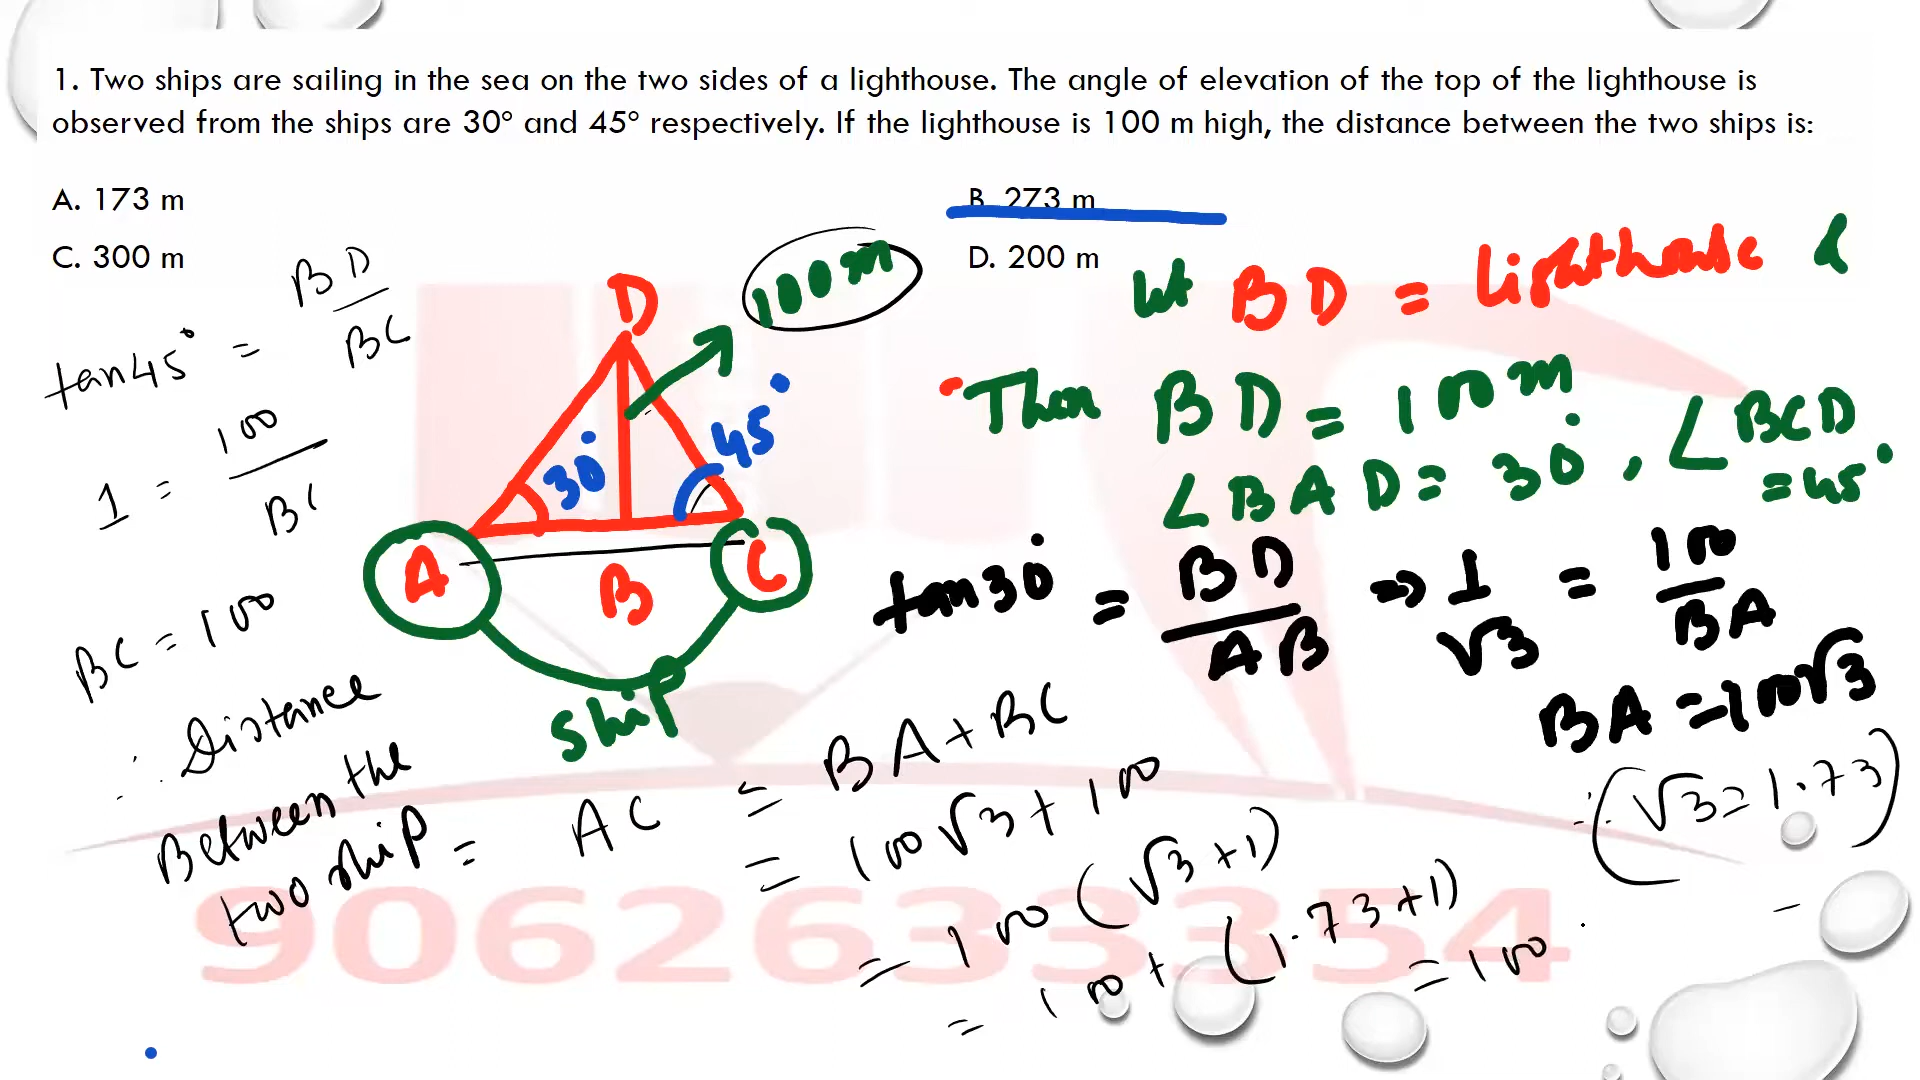 1. Two ships are sailing in the sea on the two sides of a lighthouse. The angle of elevation of the top of the lighthouse is
observed from the ships are 30° and 45° respectively. If the lighthouse is 100 m high, the distance between the two ships is:
A. 173 m
B. 273 m
C. 300 m
D. 200 m
tan45° = BD/BC
1 = 100/BC
BC = 100
∴ Distance
Between the
two ship = AC = BA+BC
= 100√3 + 100
= 100 (√3+1)
= 100 + (1.73+1)
= 100
D
100m
30°
45°
A
B
C
ship
let BD = lighthouse &
Then BD = 100m
∠BAD = 30°, ∠BCD
= 45°
tan30° = BD/AB ⇒ 1/√3 = 100/BA
BA = 100√3
∵ (√3 = 1.73)
9062633354